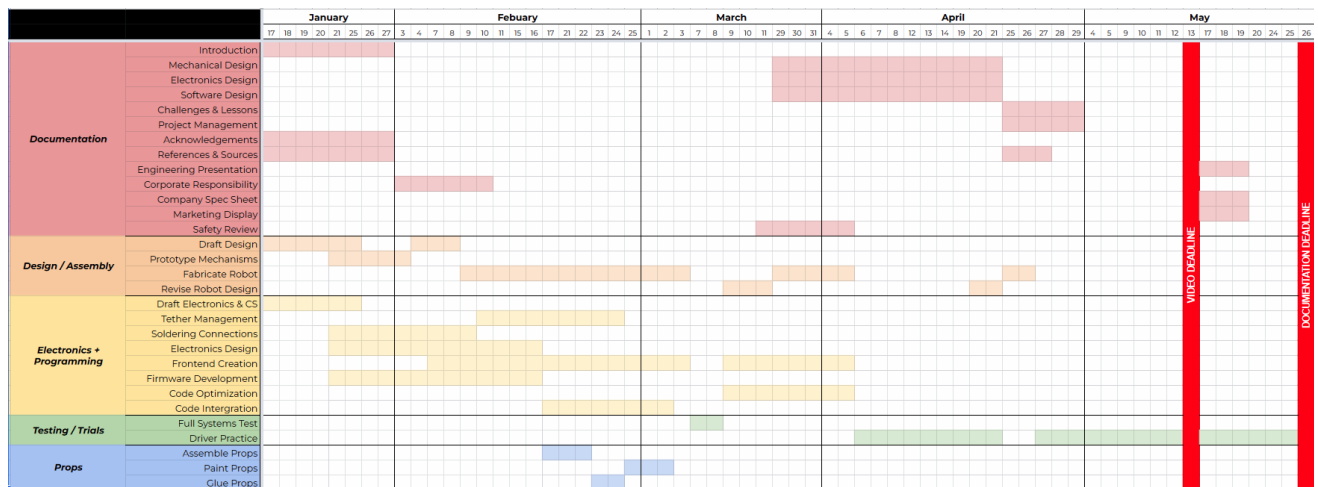 January Febuary March April May
17 18 19 20 21 25 26 27 3 4 7 8 9 10 11 15 16 17 22 23 24 25 1 2 3 7 8 9 10 11 29 30 31 4 5 6 7 8 12 13 14 19 20 21 25 26 27 28 29 4 5 9 10 11 12 13 17 18 19 20 24 25 26
Documentation
Introduction
Mechanical Design
Electronics Design
Software Design
Challenges & Lessons
Project Management
Acknowledgements
References & Sources
Engineering Presentation
Corporate Responsibility
Company Spec Sheet
Marketing Display
Safety Review
Design / Assembly
Draft Design
Prototype Mechanisms
Fabricate Robot
Revise Robot Design
Electronics +
Programming
Draft Electronics & CS
Tether Management
Soldering Connections
Electronics Design
Frontend Creation
Firmware Development
Code Optimization
Code Intergration
Testing / Trials
Full Systems Test
Driver Practice
Props
Assemble Props
Paint Props
Glue Props
VIDEO DEADLINE
DOCUMENTATION DEADLINE